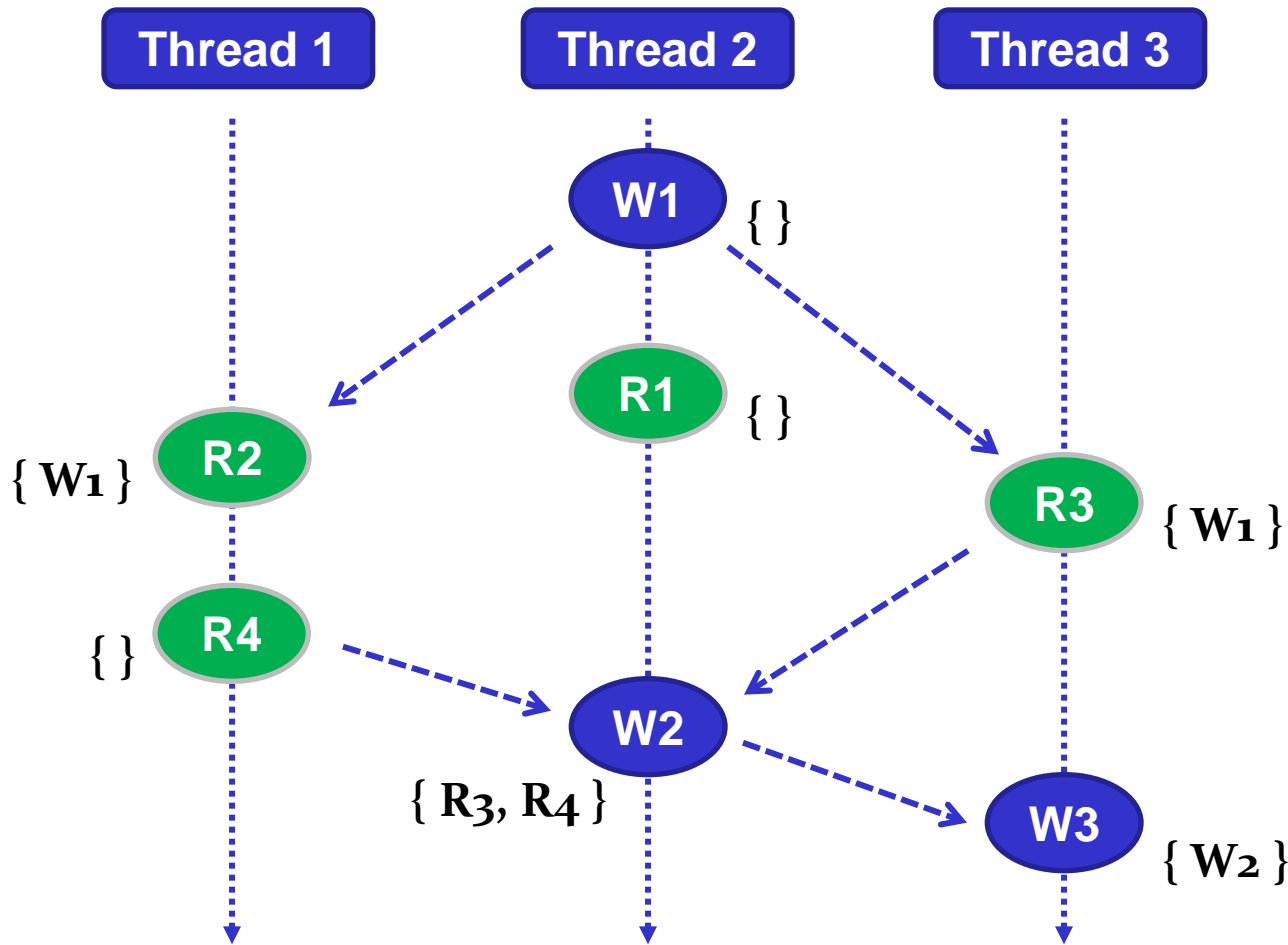 Thread 1
Thread 2
Thread 3
W1
{ }
R1
{ }
R2
{ W1 }
R3
{ W1 }
R4
{ }
W2
{ R3, R4 }
W3
{ W2 }